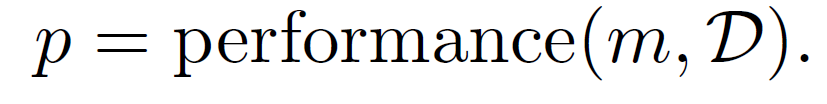 p = performance(m, 𝒟).